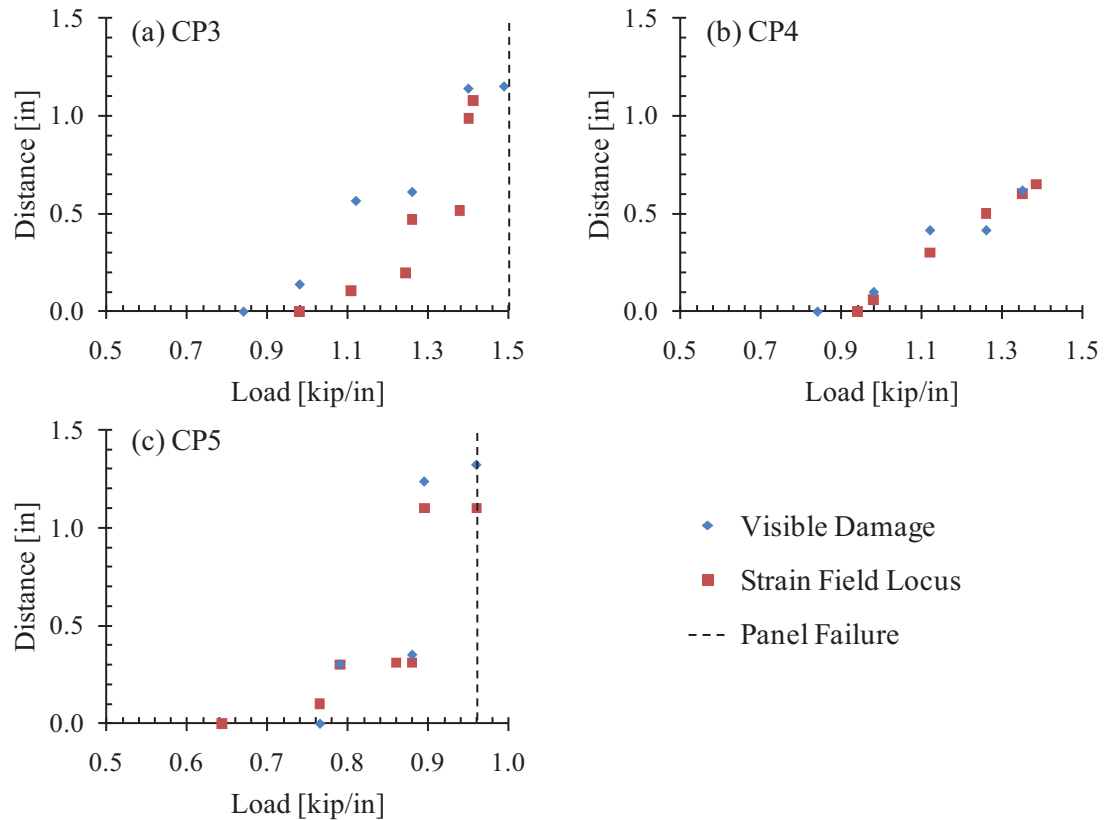 (a) CP3
Distance [in]
1.5
1.0
0.5
0.0
0.5 0.7 0.9 1.1 1.3 1.5
Load [kip/in]
(b) CP4
Distance [in]
1.5
1.0
0.5
0.0
0.5 0.7 0.9 1.1 1.3 1.5
Load [kip/in]
(c) CP5
Distance [in]
1.5
1.0
0.5
0.0
0.5 0.6 0.7 0.8 0.9 1.0
Load [kip/in]
Visible Damage
Strain Field Locus
Panel Failure